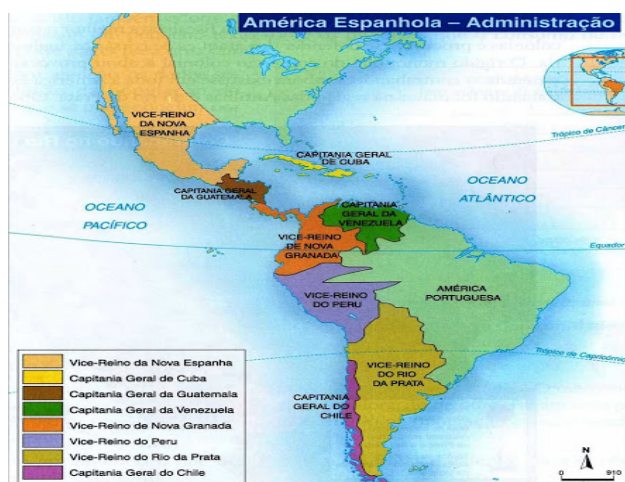 América Espanhola – Administração
VICE-REINO
DA NOVA
ESPANHA
Trópico de Câncer
CAPITANIA GERAL
DE CUBA
CAPITANIA GERAL
DA GUATEMALA
OCEANO
PACÍFICO
OCEANO
ATLÂNTICO
CAPITANIA
GERAL DA
VENEZUELA
VICE-REINO
DE NOVA
GRANADA
Equador
AMÉRICA
PORTUGUESA
VICE-REINO
DO PERU
Trópico de Capricórnio
VICE-REINO
DO RIO
DA PRATA
CAPITANIA
GERAL DO
CHILE
Vice-Reino da Nova Espanha
Capitania Geral de Cuba
Capitania Geral da Guatemala
Capitania Geral da Venezuela
Vice-Reino de Nova Granada
Vice-Reino do Peru
Vice-Reino do Rio da Prata
Capitania Geral do Chile
N
0 910